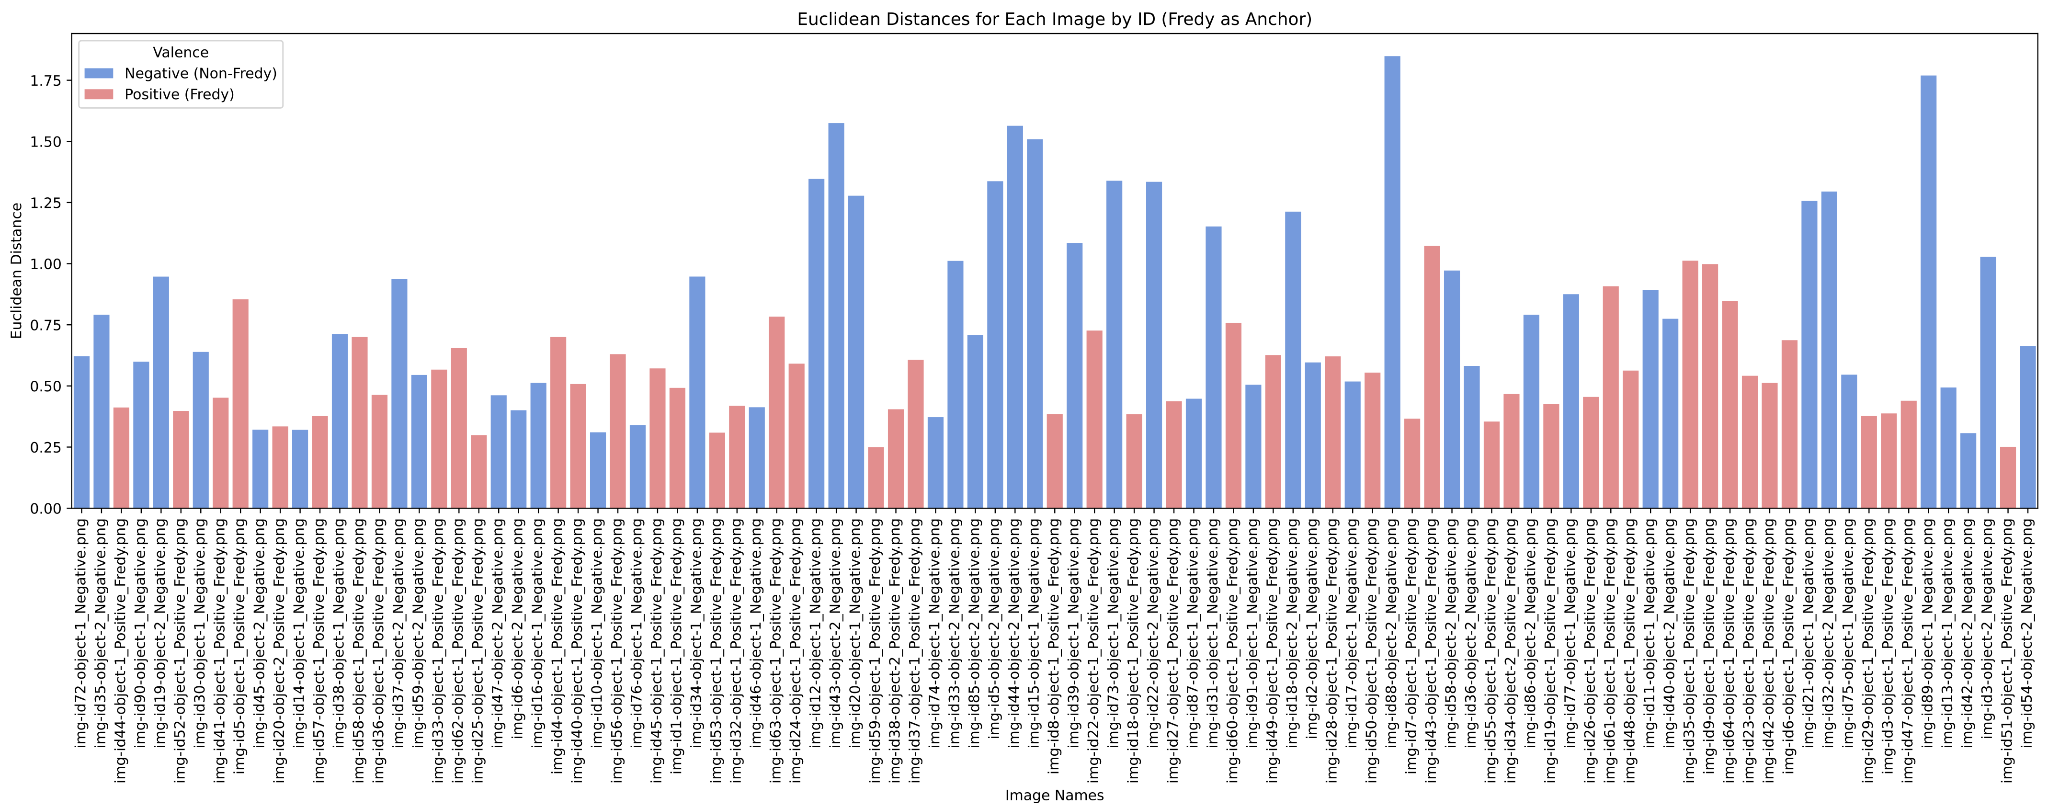 Euclidean Distances for Each Image by ID (Fredy as Anchor)
Valence
Negative (Non-Fredy)
Positive (Fredy)
Euclidean Distance
1.75
1.50
1.25
1.00
0.75
0.50
0.25
0.00
img-id72-object-1_Negative.png
img-id35-object-2_Negative.png
img-id44-object-1_Positive_Fredy.png
img-id90-object-1_Negative.png
img-id19-object-2_Negative.png
img-id52-object-1_Positive_Fredy.png
img-id30-object-1_Negative.png
img-id41-object-1_Positive_Fredy.png
img-id5-object-1_Positive_Fredy.png
img-id45-object-2_Negative.png
img-id20-object-2_Positive_Fredy.png
img-id14-object-1_Negative.png
img-id57-object-1_Positive_Fredy.png
img-id38-object-1_Negative.png
img-id58-object-1_Positive_Fredy.png
img-id36-object-1_Positive_Fredy.png
img-id37-object-2_Negative.png
img-id59-object-2_Negative.png
img-id33-object-1_Positive_Fredy.png
img-id62-object-1_Positive_Fredy.png
img-id25-object-1_Positive_Fredy.png
img-id47-object-2_Negative.png
img-id6-object-2_Negative.png
img-id16-object-1_Negative.png
img-id4-object-1_Positive_Fredy.png
img-id40-object-1_Positive_Fredy.png
img-id10-object-1_Negative.png
img-id56-object-1_Positive_Fredy.png
img-id76-object-1_Negative.png
img-id45-object-1_Positive_Fredy.png
img-id1-object-1_Positive_Fredy.png
img-id34-object-1_Negative.png
img-id53-object-1_Positive_Fredy.png
img-id32-object-1_Positive_Fredy.png
img-id46-object-1_Negative.png
img-id63-object-1_Positive_Fredy.png
img-id24-object-1_Positive_Fredy.png
img-id12-object-1_Negative.png
img-id43-object-2_Negative.png
img-id20-object-1_Negative.png
img-id59-object-1_Positive_Fredy.png
img-id38-object-2_Positive_Fredy.png
img-id37-object-1_Positive_Fredy.png
img-id74-object-1_Negative.png
img-id33-object-2_Negative.png
img-id85-object-2_Negative.png
img-id5-object-2_Negative.png
img-id44-object-2_Negative.png
img-id15-object-1_Negative.png
img-id8-object-1_Positive_Fredy.png
img-id39-object-1_Negative.png
img-id22-object-1_Positive_Fredy.png
img-id73-object-1_Negative.png
img-id18-object-1_Positive_Fredy.png
img-id22-object-2_Negative.png
img-id27-object-1_Positive_Fredy.png
img-id87-object-1_Negative.png
img-id31-object-1_Negative.png
img-id60-object-1_Positive_Fredy.png
img-id91-object-1_Negative.png
img-id49-object-1_Positive_Fredy.png
img-id18-object-2_Negative.png
img-id2-object-1_Negative.png
img-id28-object-1_Positive_Fredy.png
img-id17-object-1_Negative.png
img-id50-object-1_Positive_Fredy.png
img-id88-object-1_Negative.png
img-id7-object-1_Positive_Fredy.png
img-id43-object-1_Positive_Fredy.png
img-id58-object-2_Negative.png
img-id36-object-2_Negative.png
img-id55-object-1_Positive_Fredy.png
img-id34-object-2_Positive_Fredy.png
img-id86-object-2_Negative.png
img-id19-object-1_Positive_Fredy.png
img-id77-object-1_Negative.png
img-id26-object-1_Positive_Fredy.png
img-id61-object-1_Positive_Fredy.png
img-id48-object-1_Positive_Fredy.png
img-id11-object-1_Negative.png
img-id40-object-2_Negative.png
img-id35-object-1_Positive_Fredy.png
img-id9-object-1_Positive_Fredy.png
img-id64-object-1_Positive_Fredy.png
img-id23-object-1_Positive_Fredy.png
img-id42-object-1_Positive_Fredy.png
img-id6-object-1_Positive_Fredy.png
img-id21-object-1_Negative.png
img-id32-object-2_Negative.png
img-id75-object-1_Negative.png
img-id29-object-1_Positive_Fredy.png
img-id3-object-1_Positive_Fredy.png
img-id47-object-1_Positive_Fredy.png
img-id89-object-1_Negative.png
img-id13-object-1_Negative.png
img-id42-object-2_Negative.png
img-id3-object-2_Negative.png
img-id51-object-1_Positive_Fredy.png
img-id54-object-2_Negative.png
Image Names